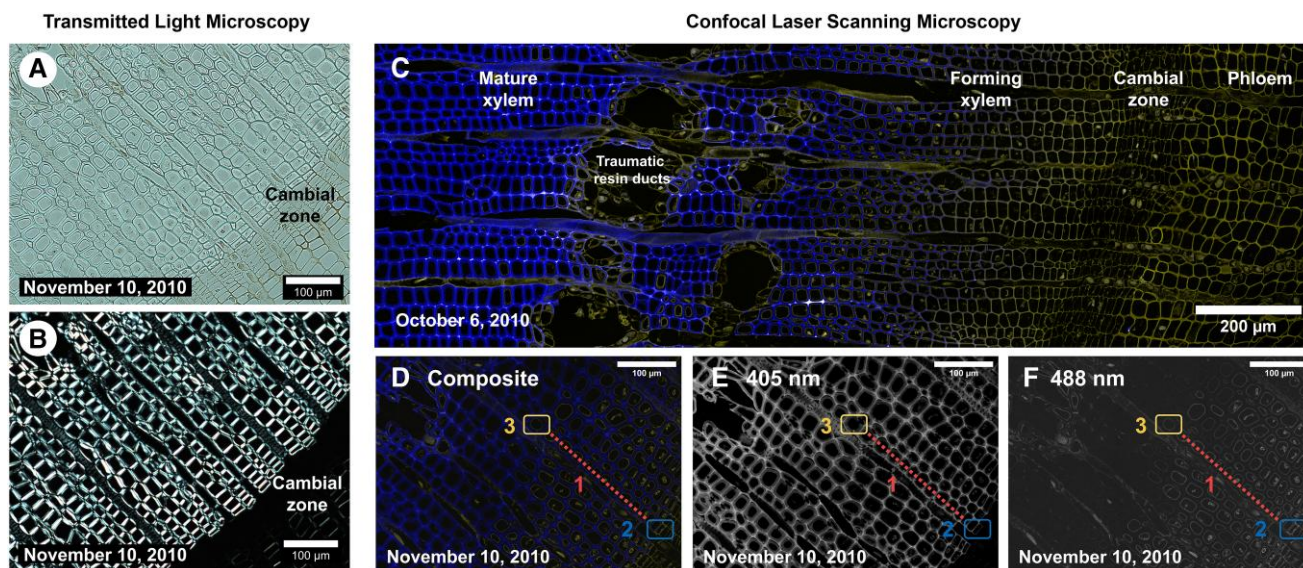 Transmitted Light Microscopy
Confocal Laser Scanning Microscopy
A
Cambial
zone
November 10, 2010
100 µm
B
Cambial
zone
November 10, 2010
100 µm
C
Mature
xylem
Forming
xylem
Cambial
zone
Phloem
Traumatic
resin ducts
October 6, 2010
200 µm
D Composite
100 µm
3
1
2
November 10, 2010
E 405 nm
100 µm
3
1
2
November 10, 2010
F 488 nm
100 µm
3
1
2
November 10, 2010